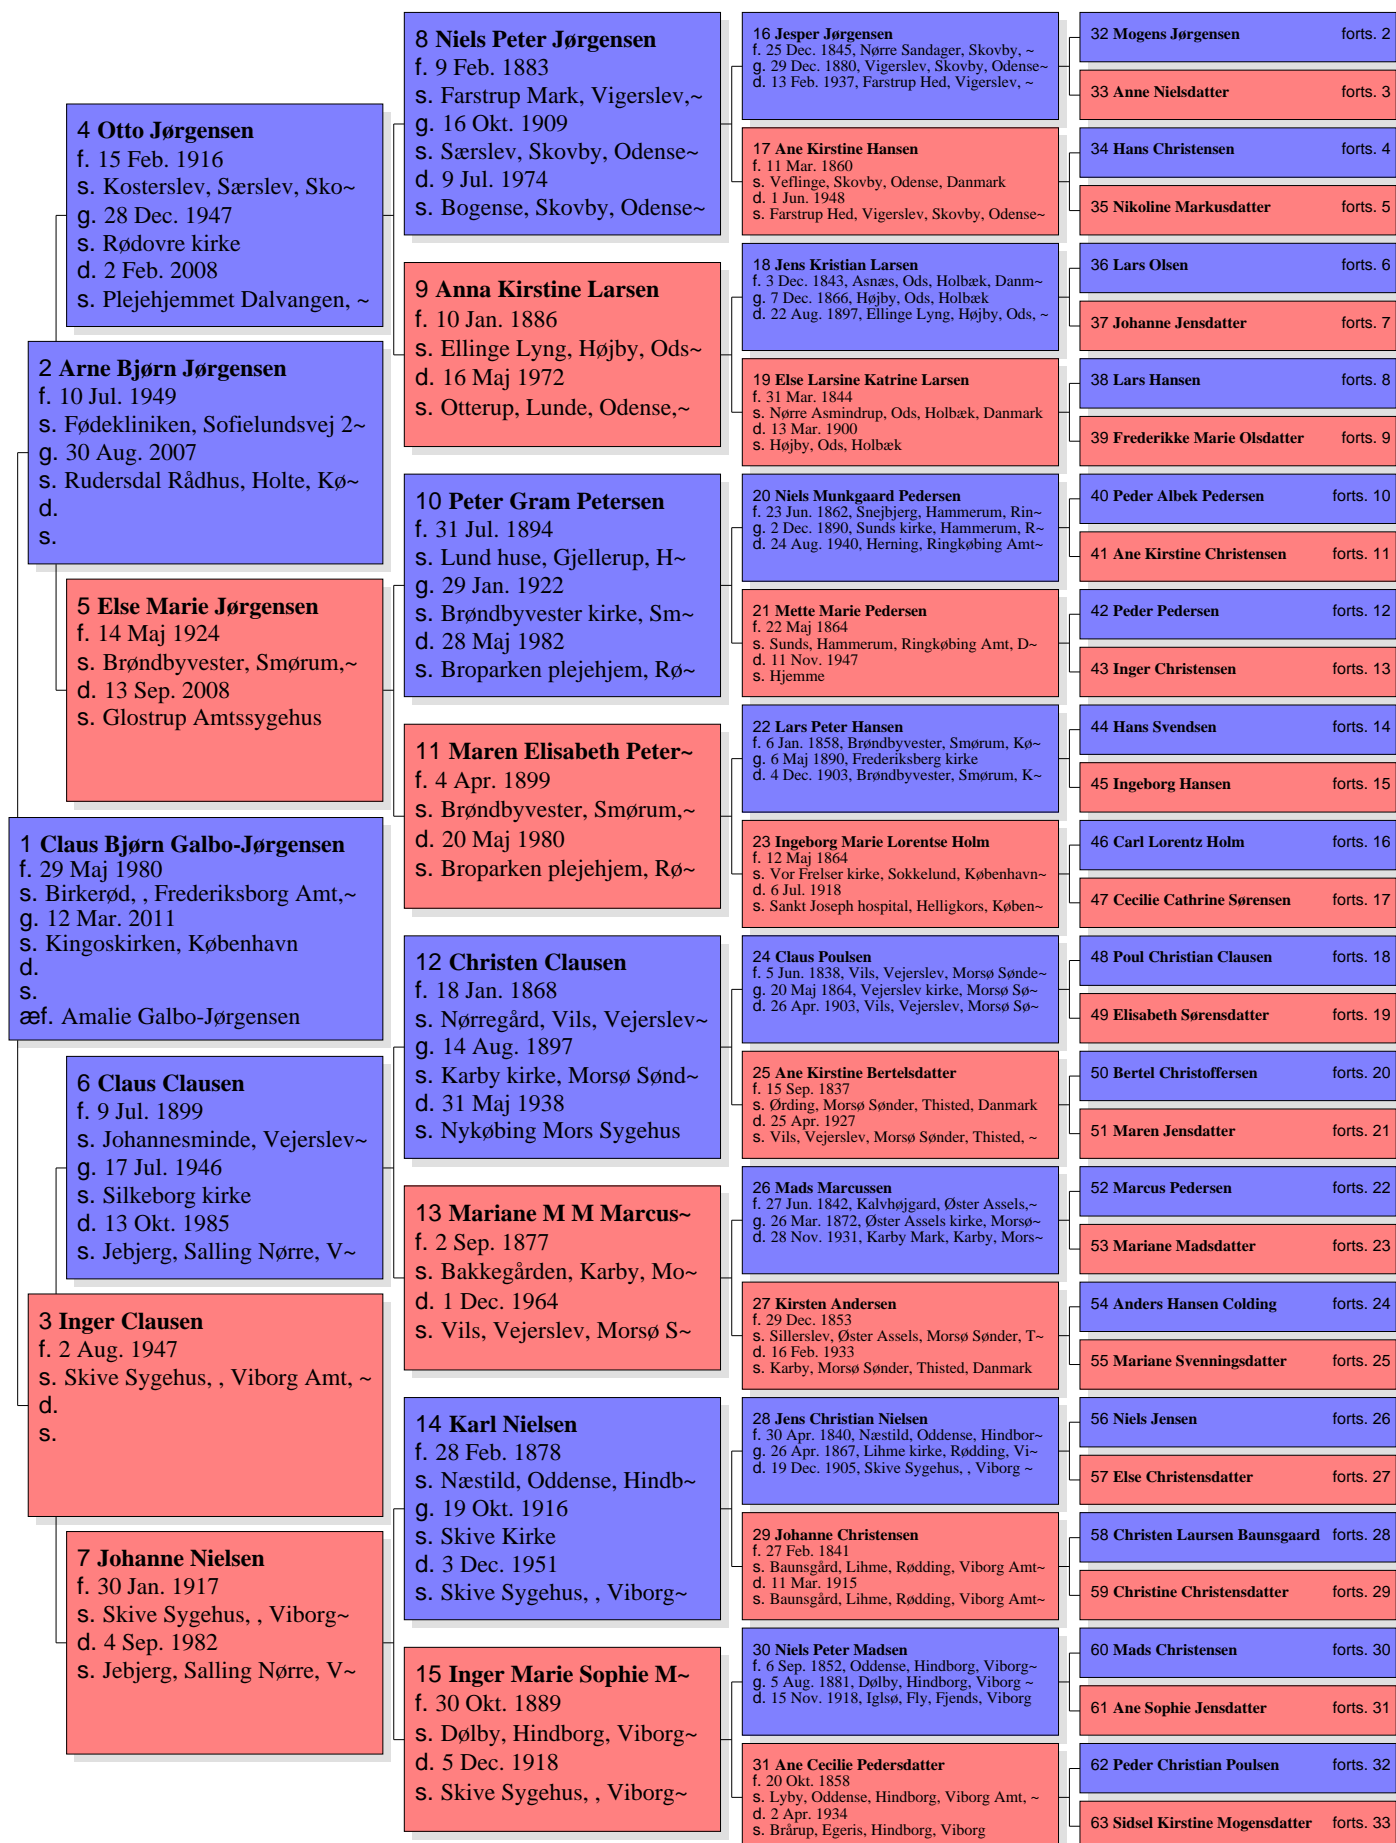 1 Claus Bjørn Galbo-Jørgensen
f. 29 Maj 1980
s. Birkerød, , Frederiksborg Amt,~
g. 12 Mar. 2011
s. Kingoskirken, København
d.
s.
æf. Amalie Galbo-Jørgensen
2 Arne Bjørn Jørgensen
f. 10 Jul. 1949
s. Fødekliniken, Sofielundsvej 2~
g. 30 Aug. 2007
s. Rudersdal Rådhus, Holte, Kø~
d.
s.
3 Inger Clausen
f. 2 Aug. 1947
s. Skive Sygehus, , Viborg Amt, ~
d.
s.
4 Otto Jørgensen
f. 15 Feb. 1916
s. Kosterslev, Særslev, Sko~
g. 28 Dec. 1947
s. Rødovre kirke
d. 2 Feb. 2008
s. Plejehjemmet Dalvangen, ~
5 Else Marie Jørgensen
f. 14 Maj 1924
s. Brøndbyvester, Smørum,~
d. 13 Sep. 2008
s. Glostrup Amtssygehus
6 Claus Clausen
f. 9 Jul. 1899
s. Johannesminde, Vejerslev~
g. 17 Jul. 1946
s. Silkeborg kirke
d. 13 Okt. 1985
s. Jebjerg, Salling Nørre, V~
7 Johanne Nielsen
f. 30 Jan. 1917
s. Skive Sygehus, , Viborg~
d. 4 Sep. 1982
s. Jebjerg, Salling Nørre, V~
8 Niels Peter Jørgensen
f. 9 Feb. 1883
s. Farstrup Mark, Vigerslev,~
g. 16 Okt. 1909
s. Særslev, Skovby, Odense~
d. 9 Jul. 1974
s. Bogense, Skovby, Odense~
9 Anna Kirstine Larsen
f. 10 Jan. 1886
s. Ellinge Lyng, Højby, Ods~
d. 16 Maj 1972
s. Otterup, Lunde, Odense,~
10 Peter Gram Petersen
f. 31 Jul. 1894
s. Lund huse, Gjellerup, H~
g. 29 Jan. 1922
s. Brøndbyvester kirke, Sm~
d. 28 Maj 1982
s. Broparken plejehjem, Rø~
11 Maren Elisabeth Peter~
f. 4 Apr. 1899
s. Brøndbyvester, Smørum,~
d. 20 Maj 1980
s. Broparken plejehjem, Rø~
12 Christen Clausen
f. 18 Jan. 1868
s. Nørregård, Vils, Vejerslev~
g. 14 Aug. 1897
s. Karby kirke, Morsø Sønd~
d. 31 Maj 1938
s. Nykøbing Mors Sygehus
13 Mariane M M Marcus~
f. 2 Sep. 1877
s. Bakkegården, Karby, Mo~
d. 1 Dec. 1964
s. Vils, Vejerslev, Morsø S~
14 Karl Nielsen
f. 28 Feb. 1878
s. Næstild, Oddense, Hindb~
g. 19 Okt. 1916
s. Skive Kirke
d. 3 Dec. 1951
s. Skive Sygehus, , Viborg~
15 Inger Marie Sophie M~
f. 30 Okt. 1889
s. Dølby, Hindborg, Viborg~
d. 5 Dec. 1918
s. Skive Sygehus, , Viborg~
16 Jesper Jørgensen
f. 25 Dec. 1845, Nørre Sandager, Skovby, ~
g. 29 Dec. 1880, Vigerslev, Skovby, Odense~
d. 13 Feb. 1937, Farstrup Hed, Vigerslev, ~
17 Ane Kirstine Hansen
f. 11 Mar. 1860
s. Veflinge, Skovby, Odense, Danmark
d. 1 Jun. 1948
s. Farstrup Hed, Vigerslev, Skovby, Odense~
18 Jens Kristian Larsen
f. 3 Dec. 1843, Asnæs, Ods, Holbæk, Danm~
g. 7 Dec. 1866, Højby, Ods, Holbæk
d. 22 Aug. 1897, Ellinge Lyng, Højby, Ods, ~
19 Else Larsine Katrine Larsen
f. 31 Mar. 1844
s. Nørre Asmindrup, Ods, Holbæk, Danmark
d. 13 Mar. 1900
s. Højby, Ods, Holbæk
20 Niels Munkgaard Pedersen
f. 23 Jun. 1862, Snejbjerg, Hammerum, Rin~
g. 2 Dec. 1890, Sunds kirke, Hammerum, R~
d. 24 Aug. 1940, Herning, Ringkøbing Amt~
21 Mette Marie Pedersen
f. 22 Maj 1864
s. Sunds, Hammerum, Ringkøbing Amt, D~
d. 11 Nov. 1947
s. Hjemme
22 Lars Peter Hansen
f. 6 Jan. 1858, Brøndbyvester, Smørum, Kø~
g. 6 Maj 1890, Frederiksberg kirke
d. 4 Dec. 1903, Brøndbyvester, Smørum, K~
23 Ingeborg Marie Lorentse Holm
f. 12 Maj 1864
s. Vor Frelser kirke, Sokkelund, København~
d. 6 Jul. 1918
s. Sankt Joseph hospital, Helligkors, Køben~
24 Claus Poulsen
f. 5 Jun. 1838, Vils, Vejerslev, Morsø Sønde~
g. 20 Maj 1864, Vejerslev kirke, Morsø Sø~
d. 26 Apr. 1903, Vils, Vejerslev, Morsø Sø~
25 Ane Kirstine Bertelsdatter
f. 15 Sep. 1837
s. Ørding, Morsø Sønder, Thisted, Danmark
d. 25 Apr. 1927
s. Vils, Vejerslev, Morsø Sønder, Thisted, ~
26 Mads Marcussen
f. 27 Jun. 1842, Kalvhøjgard, Øster Assels,~
g. 26 Mar. 1872, Øster Assels kirke, Morsø~
d. 28 Nov. 1931, Karby Mark, Karby, Mors~
27 Kirsten Andersen
f. 29 Dec. 1853
s. Sillerslev, Øster Assels, Morsø Sønder, T~
d. 16 Feb. 1933
s. Karby, Morsø Sønder, Thisted, Danmark
28 Jens Christian Nielsen
f. 30 Apr. 1840, Næstild, Oddense, Hindbor~
g. 26 Apr. 1867, Lihme kirke, Rødding, Vi~
d. 19 Dec. 1905, Skive Sygehus, , Viborg ~
29 Johanne Christensen
f. 27 Feb. 1841
s. Baunsgård, Lihme, Rødding, Viborg Amt~
d. 11 Mar. 1915
s. Baunsgård, Lihme, Rødding, Viborg Amt~
30 Niels Peter Madsen
f. 6 Sep. 1852, Oddense, Hindborg, Viborg~
g. 5 Aug. 1881, Dølby, Hindborg, Viborg ~
d. 15 Nov. 1918, Iglsø, Fly, Fjends, Viborg
31 Ane Cecilie Pedersdatter
f. 20 Okt. 1858
s. Lyby, Oddense, Hindborg, Viborg Amt, ~
d. 2 Apr. 1934
s. Brårup, Egeris, Hindborg, Viborg
32 Mogens Jørgensen forts. 2
33 Anne Nielsdatter forts. 3
34 Hans Christensen forts. 4
35 Nikoline Markusdatter forts. 5
36 Lars Olsen forts. 6
37 Johanne Jensdatter forts. 7
38 Lars Hansen forts. 8
39 Frederikke Marie Olsdatter forts. 9
40 Peder Albek Pedersen forts. 10
41 Ane Kirstine Christensen forts. 11
42 Peder Pedersen forts. 12
43 Inger Christensen forts. 13
44 Hans Svendsen forts. 14
45 Ingeborg Hansen forts. 15
46 Carl Lorentz Holm forts. 16
47 Cecilie Cathrine Sørensen forts. 17
48 Poul Christian Clausen forts. 18
49 Elisabeth Sørensdatter forts. 19
50 Bertel Christoffersen forts. 20
51 Maren Jensdatter forts. 21
52 Marcus Pedersen forts. 22
53 Mariane Madsdatter forts. 23
54 Anders Hansen Colding forts. 24
55 Mariane Svenningsdatter forts. 25
56 Niels Jensen forts. 26
57 Else Christensdatter forts. 27
58 Christen Laursen Baunsgaard forts. 28
59 Christine Christensdatter forts. 29
60 Mads Christensen forts. 30
61 Ane Sophie Jensdatter forts. 31
62 Peder Christian Poulsen forts. 32
63 Sidsel Kirstine Mogensdatter forts. 33